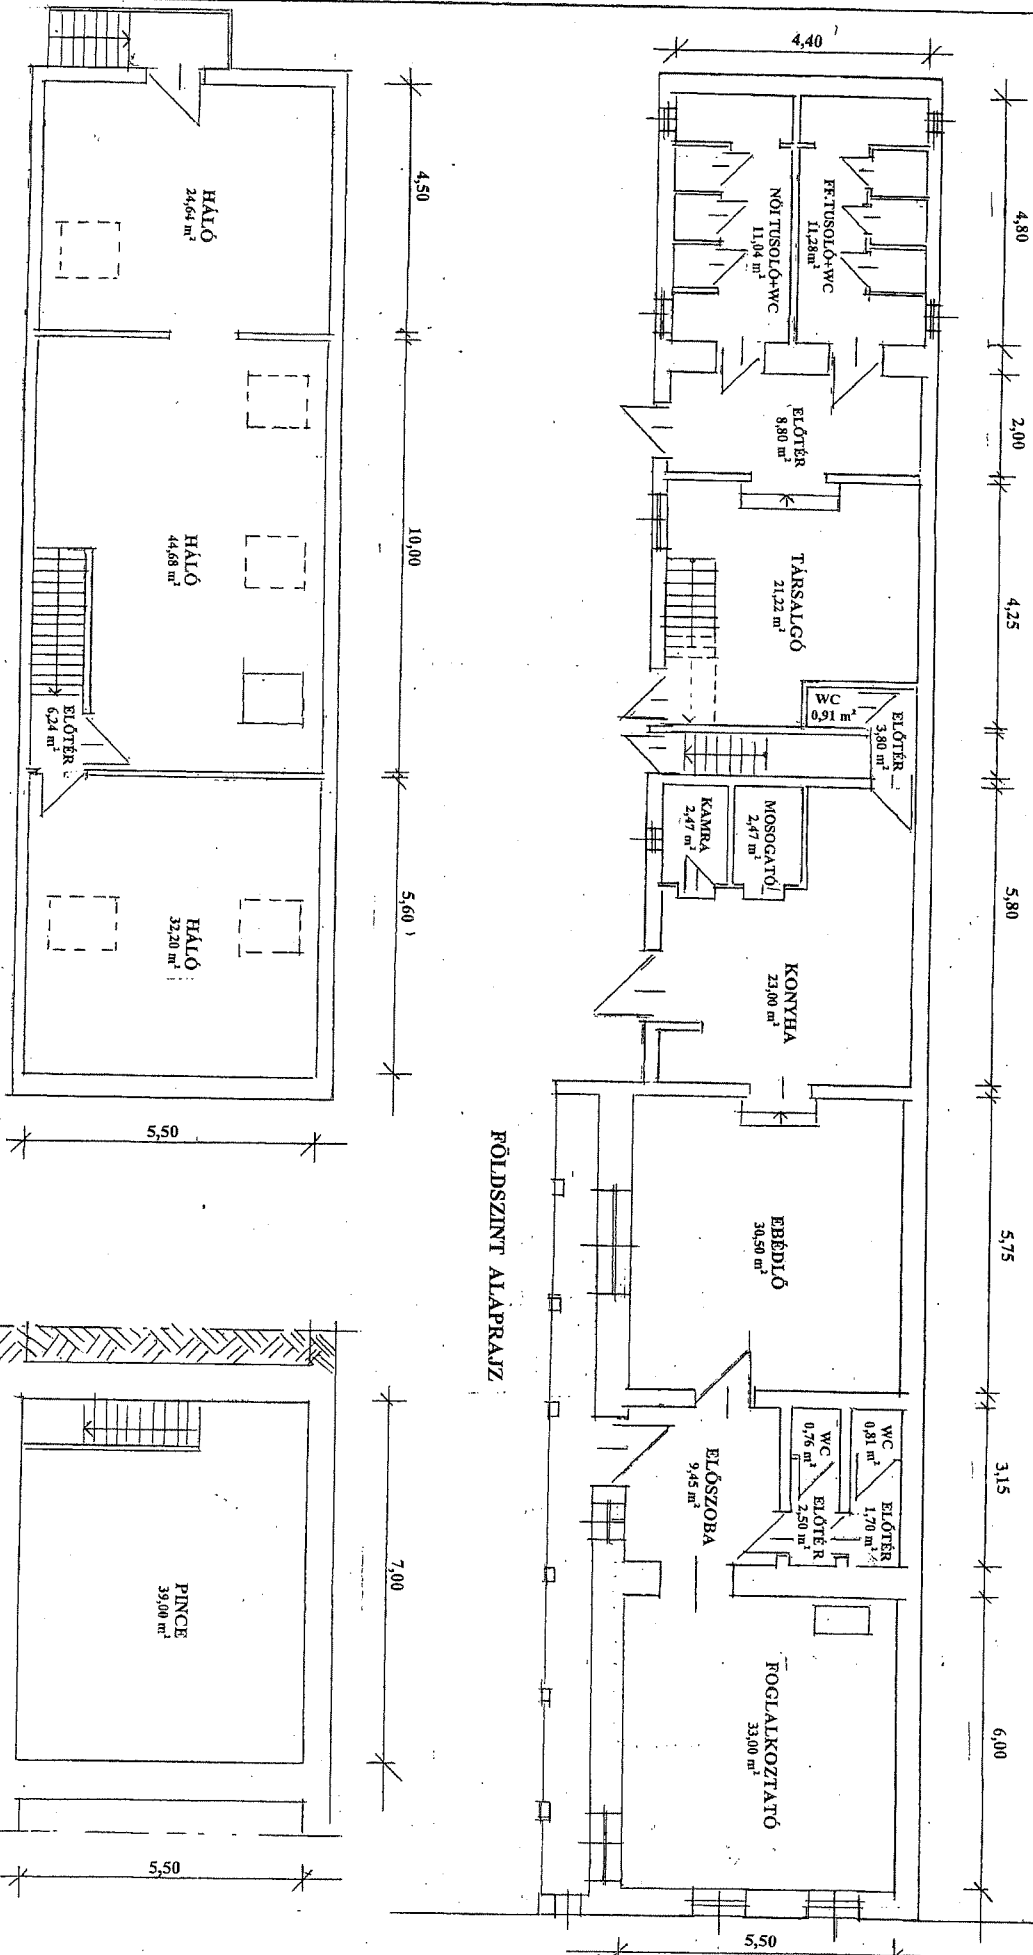 4,40
4,80
2,00
4,25
5,80
5,75
3,15
6,00
5,50
FF.TUSOLÓ+WC
11,28m²
NŐI TUSOLÓ+WC
11,04 m²
ELŐTÉR
8,80 m²
TÁRSALGÓ
21,22 m²
WC
0,91 m²
ELŐTÉR
3,80 m²
KAMRA
2,47 m²
MOSOGATÓ
2,47 m²
KONYHA
23,00 m²
EBÉDLŐ
30,50 m²
WC
0,81 m²
WC
0,76 m²
ELŐTÉR
1,70 m²
ELŐTÉR
2,50 m²
ELŐSZOBA
9,45 m²
FOGLALKOZTATÓ
33,00 m²
FÖLDSZINT ALAPRAJZ
4,50
10,00
5,60
5,50
HÁLÓ
24,64 m²
HÁLÓ
44,68 m²
ELŐTÉR
6,24 m²
HÁLÓ
32,20 m²
7,00
5,50
PINCE
39,00 m²